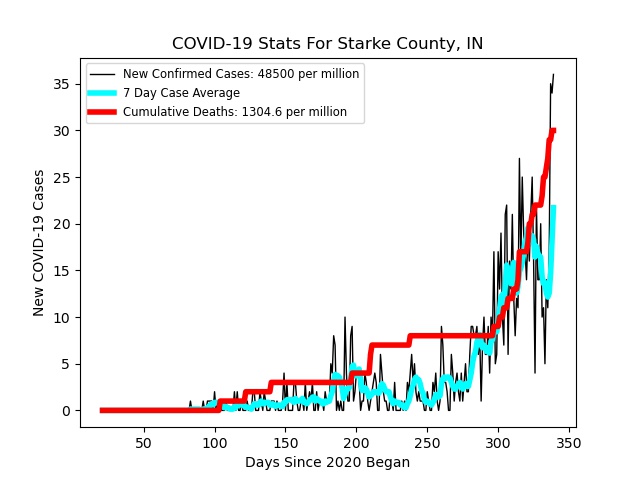 COVID-19 Stats For Starke County, IN
New Confirmed Cases: 48500 per million
7 Day Case Average
Cumulative Deaths: 1304.6 per million
New COVID-19 Cases
35
30
25
20
15
10
5
0
50
100
150
200
250
300
350
Days Since 2020 Began